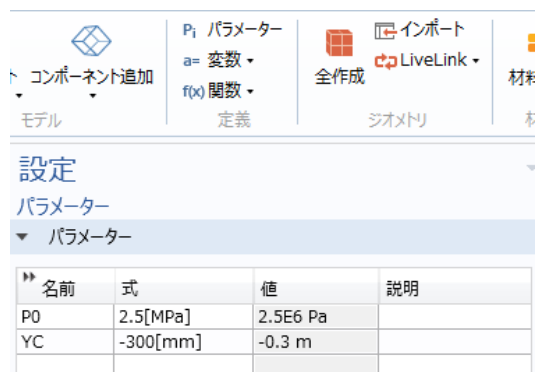 Pi パラメーター
インポート
a= 変数
LiveLink
コンポーネント追加
f(x) 関数
全作成
モデル
定義
ジオメトリ
設定
パラメーター
パラメーター
名前 式 値 説明
P0 2.5[MPa] 2.5E6 Pa
YC -300[mm] -0.3 m